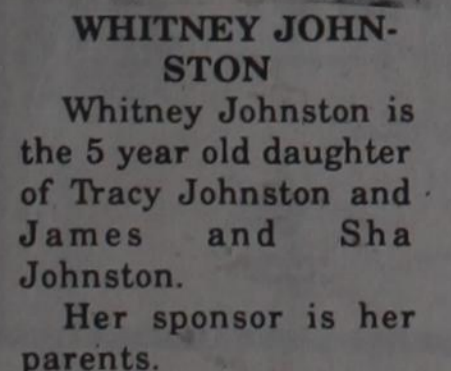 WHITNEY JOHN-
STON
Whitney Johnston is
the 5 year old daughter
of Tracy Johnston and
James and Sha
Johnston.
Her sponsor is her
parents.